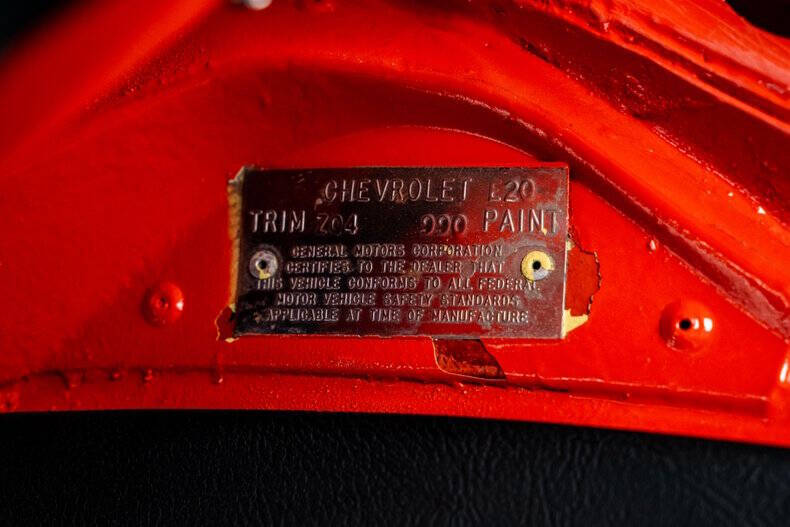 CHEVROLET E20
TRIM 704 990 PAINT
GENERAL MOTORS CORPORATION
CERTIFIES TO THE DEALER THAT
THIS VEHICLE CONFORMS TO ALL FEDERAL
MOTOR VEHICLE SAFETY STANDARDS
APPLICABLE AT TIME OF MANUFACTURE